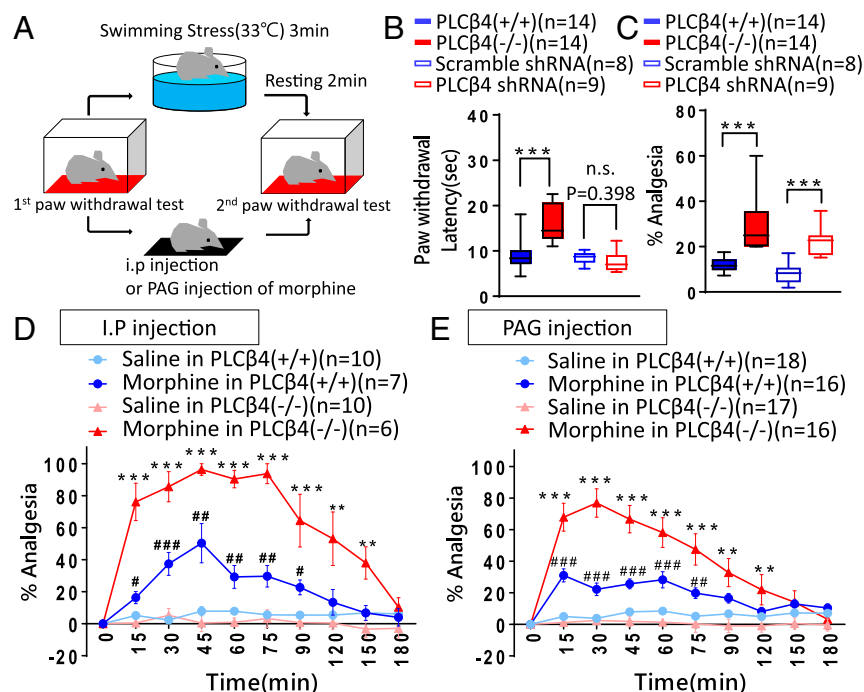 A
Swimming Stress(33℃) 3min
Resting 2min
1st paw withdrawal test
2nd paw withdrawal test
i.p injection
or PAG injection of morphine
B
PLCβ4(+/+)(n=14)
PLCβ4(-/-)(n=14)
Scramble shRNA(n=8)
PLCβ4 shRNA(n=9)
Paw withdrawal
Latency(sec)
40
30
20
10
0
***
n.s.
P=0.398
C
PLCβ4(+/+)(n=14)
PLCβ4(-/-)(n=14)
Scramble shRNA(n=8)
PLCβ4 shRNA(n=9)
% Analgesia
80
60
40
20
0
***
***
D
I.P injection
Saline in PLCβ4(+/+)(n=10)
Morphine in PLCβ4(+/+)(n=7)
Saline in PLCβ4(-/-)(n=10)
Morphine in PLCβ4(-/-)(n=6)
% Analgesia
100
80
60
40
20
0
-20
*** *** *** *** *** *** ** **
# ### ## ## ## #
0 15 30 45 60 75 90 120 150 180
Time(min)
E
PAG injection
Saline in PLCβ4(+/+)(n=18)
Morphine in PLCβ4(+/+)(n=16)
Saline in PLCβ4(-/-)(n=17)
Morphine in PLCβ4(-/-)(n=16)
% Analgesia
100
80
60
40
20
0
-20
*** *** *** *** *** ** **
### ### ### ### ##
0 15 30 45 60 75 90 120 150 180
Time(min)